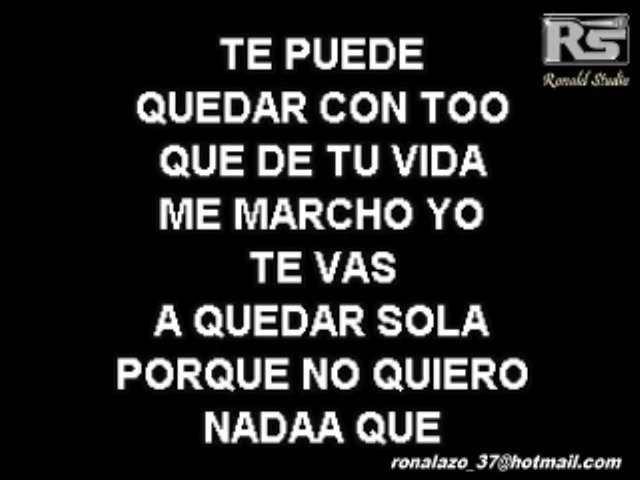 RS
Ronald Studio
TE PUEDE
QUEDAR CON TOO
QUE DE TU VIDA
ME MARCHO YO
TE VAS
A QUEDAR SOLA
PORQUE NO QUIERO
NADAA QUE
ronalazo_37@hotmail.com